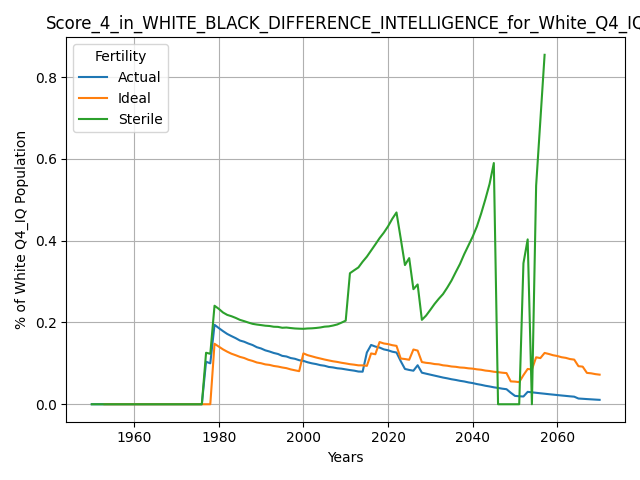 Score_4_in_WHITE_BLACK_DIFFERENCE_INTELLIGENCE_for_White_Q4_IQ
% of White Q4_IQ Population
Fertility
Actual
Ideal
Sterile
0.8
0.6
0.4
0.2
0.0
1960 1980 2000 2020 2040 2060
Years